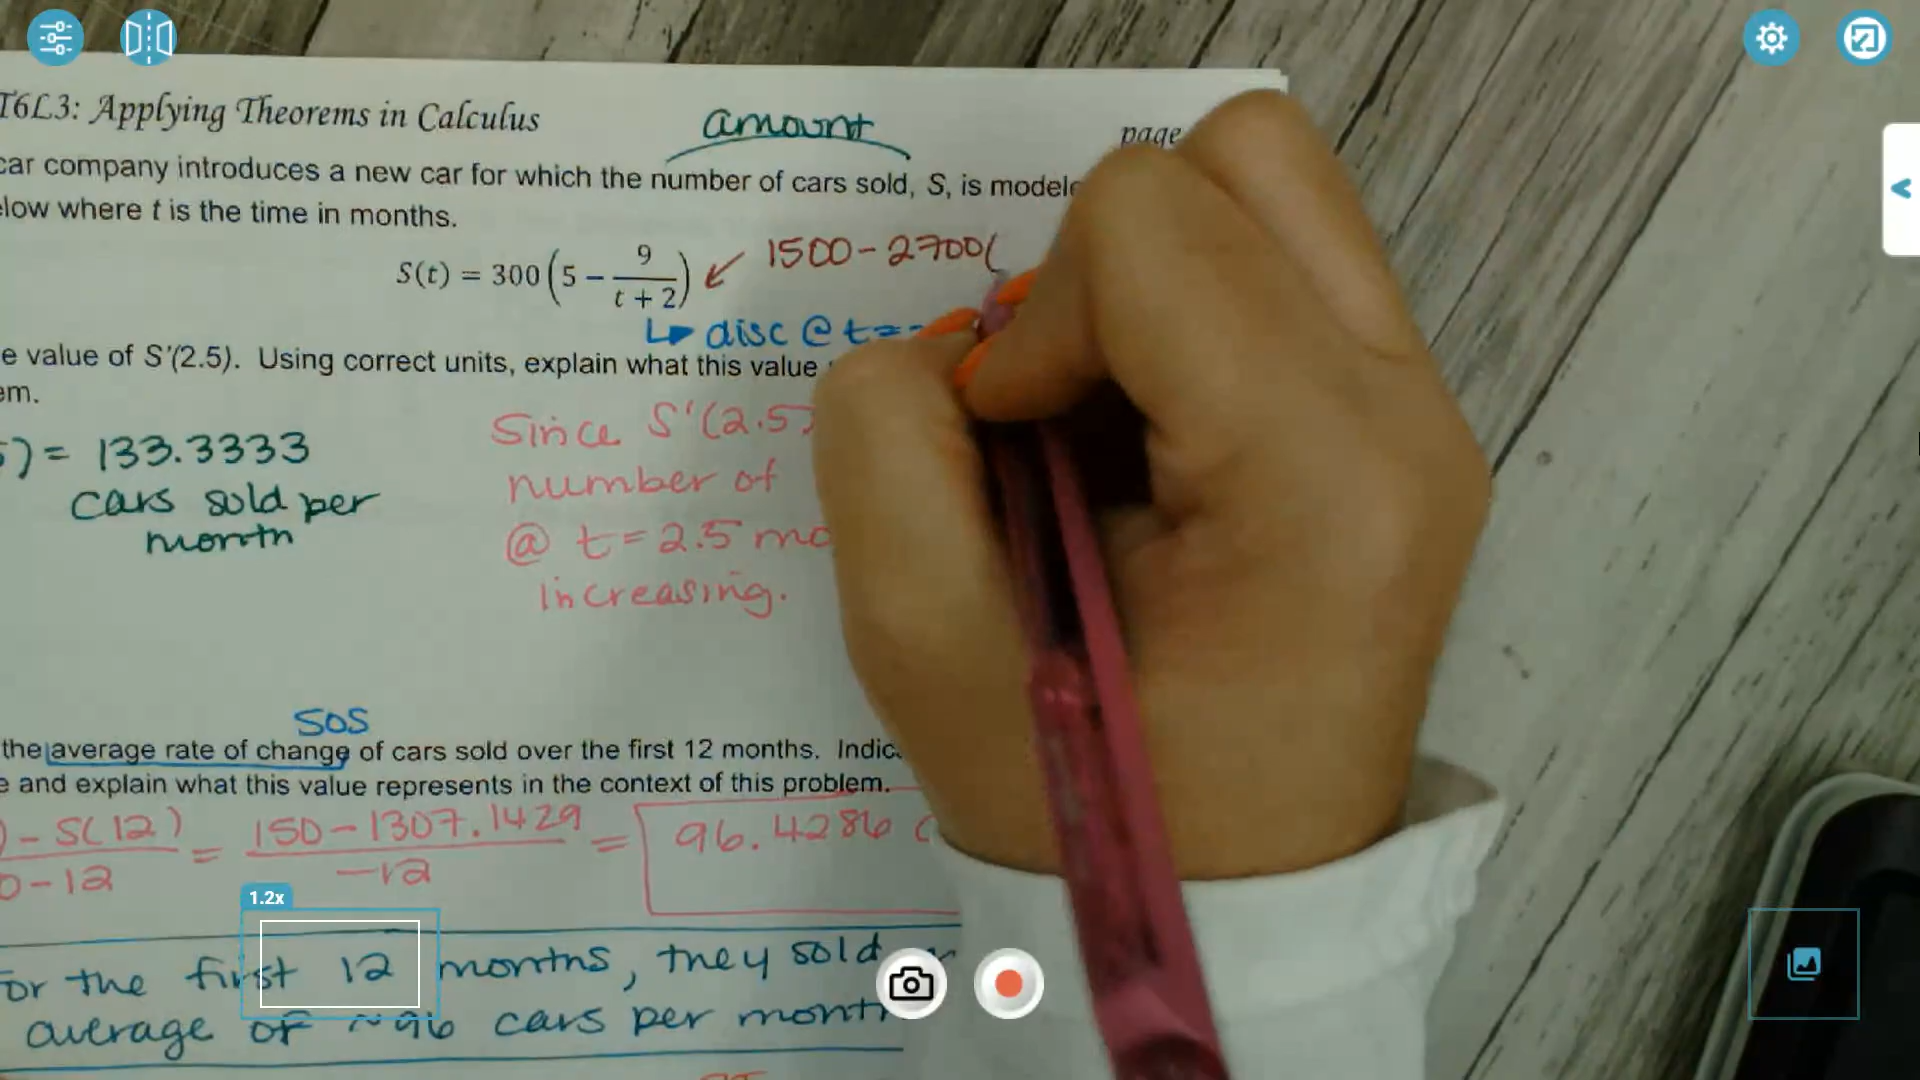 T6L3: Applying Theorems in Calculus
amount
page
car company introduces a new car for which the number of cars sold, S, is
low where t is the time in months.
S(t) = 300(5 − 9/(t + 2))
1500 − 2700(
↳ disc @ t =
e value of S'(2.5). Using correct units, explain what this value
em.
5) = 133.3333
cars sold per
month
Since S'(2.5)
number of
@ t = 2.5 mo
increasing.
SOS
the average rate of change of cars sold over the first 12 months.
e and explain what this value represents in the context of this problem.
) − S(12) / 0 − 12 = 150 − 1307.1429 / −12 = 96.4286
1.2x
For the first 12 months, they sold
average of ~96 cars per month